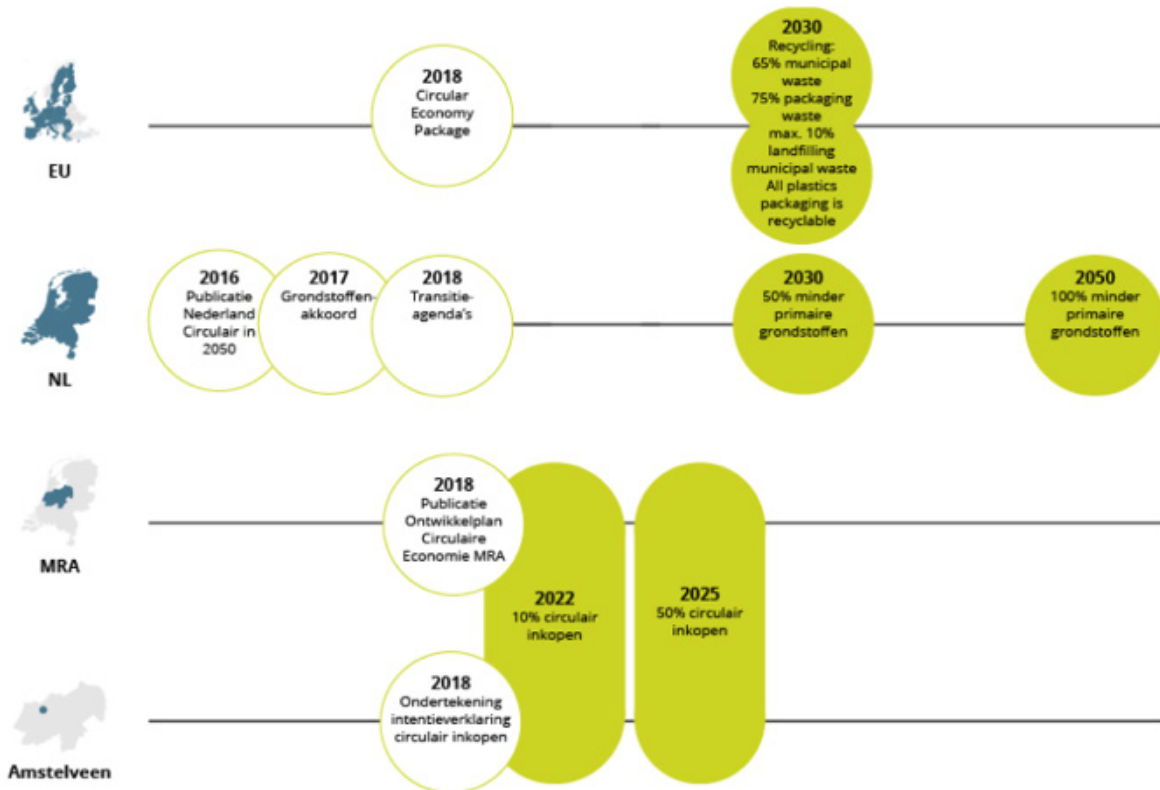 2018
Circular
Economy
Package
2030
Recycling:
65% municipal
waste
75% packaging
waste
max. 10%
landfilling
municipal waste
All plastics
packaging is
recyclable
EU
2016
Publicatie
Nederland
Circulair in
2050
2017
Grondstoffen-
akkoord
2018
Transitie-
agenda's
2030
50% minder
primaire
grondstoffen
2050
100% minder
primaire
grondstoffen
NL
2018
Publicatie
Ontwikkelplan
Circulaire
Economie MRA
MRA
2022
10% circulair
inkopen
2025
50% circulair
inkopen
2018
Ondertekening
intentieverklaring
circulair inkopen
Amstelveen